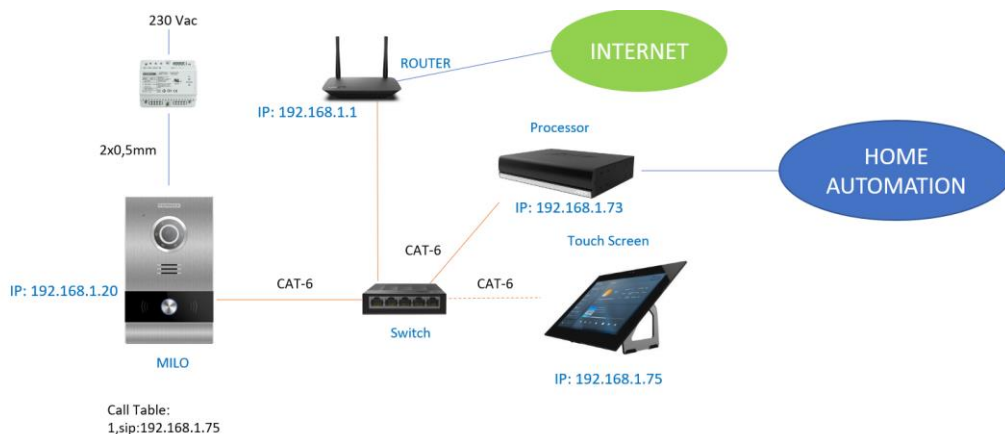 230 Vac
ROUTER
INTERNET
IP: 192.168.1.1
2x0,5mm
Processor
HOME
AUTOMATION
IP: 192.168.1.73
Touch Screen
CAT-6
IP: 192.168.1.20
CAT-6
CAT-6
Switch
MILO
IP: 192.168.1.75
Call Table:
1,sip:192.168.1.75